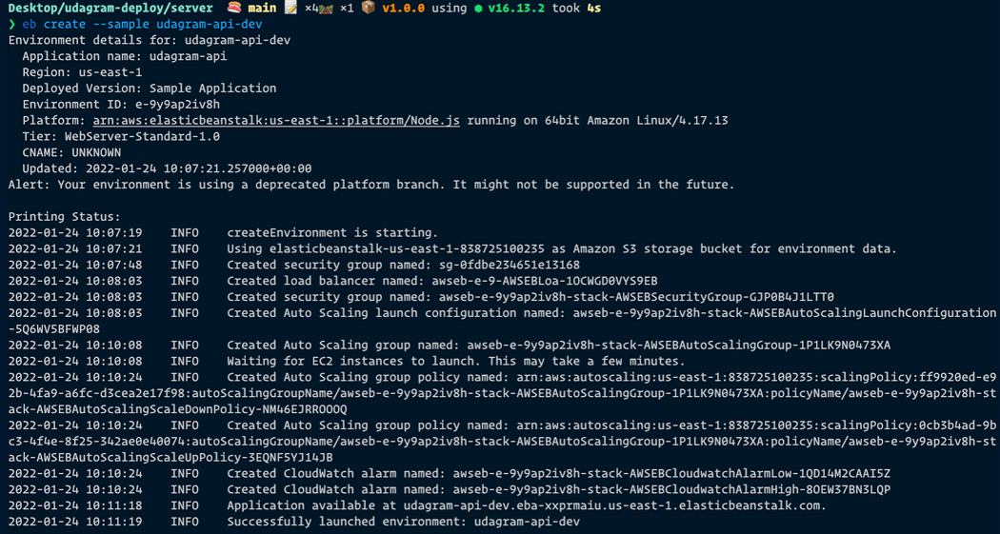 Desktop/udagram-deploy/server main ×4 ×1 v1.0.0 using v16.13.2 took 4s
❯ eb create --sample udagram-api-dev
Environment details for: udagram-api-dev
Application name: udagram-api
Region: us-east-1
Deployed Version: Sample Application
Environment ID: e-9y9ap2iv8h
Platform: arn:aws:elasticbeanstalk:us-east-1::platform/Node.js running on 64bit Amazon Linux/4.17.13
Tier: WebServer-Standard-1.0
CNAME: UNKNOWN
Updated: 2022-01-24 10:07:21.257000+00:00
Alert: Your environment is using a deprecated platform branch. It might not be supported in the future.
Printing Status:
2022-01-24 10:07:19 INFO createEnvironment is starting.
2022-01-24 10:07:21 INFO Using elasticbeanstalk-us-east-1-838725100235 as Amazon S3 storage bucket for environment data.
2022-01-24 10:07:48 INFO Created security group named: sg-0fdbe234651e13168
2022-01-24 10:08:03 INFO Created load balancer named: awseb-e-9-AWSEBLoa-1OCWGD0VYS9EB
2022-01-24 10:08:03 INFO Created security group named: awseb-e-9y9ap2iv8h-stack-AWSEBSecurityGroup-GJP0B4J1LTT0
2022-01-24 10:08:03 INFO Created Auto Scaling launch configuration named: awseb-e-9y9ap2iv8h-stack-AWSEBAutoScalingLaunchConfiguration
-5Q6WV5BFWP08
2022-01-24 10:10:08 INFO Created Auto Scaling group named: awseb-e-9y9ap2iv8h-stack-AWSEBAutoScalingGroup-1P1LK9N0473XA
2022-01-24 10:10:08 INFO Waiting for EC2 instances to launch. This may take a few minutes.
2022-01-24 10:10:24 INFO Created Auto Scaling group policy named: arn:aws:autoscaling:us-east-1:838725100235:scalingPolicy:ff9920ed-e9
2b-4fa9-a6fc-d3cea2e17f98:autoScalingGroupName/awseb-e-9y9ap2iv8h-stack-AWSEBAutoScalingGroup-1P1LK9N0473XA:policyName/awseb-e-9y9ap2iv8h-st
ack-AWSEBAutoScalingScaleDownPolicy-NM46EJRROOOQ
2022-01-24 10:10:24 INFO Created Auto Scaling group policy named: arn:aws:autoscaling:us-east-1:838725100235:scalingPolicy:0cb3b4ad-9b
c3-4f4e-8f25-342ae0e40074:autoScalingGroupName/awseb-e-9y9ap2iv8h-stack-AWSEBAutoScalingGroup-1P1LK9N0473XA:policyName/awseb-e-9y9ap2iv8h-st
ack-AWSEBAutoScalingScaleUpPolicy-3EQNF5YJ14JB
2022-01-24 10:10:24 INFO Created CloudWatch alarm named: awseb-e-9y9ap2iv8h-stack-AWSEBCloudwatchAlarmLow-1QD14M2CAAI5Z
2022-01-24 10:10:24 INFO Created CloudWatch alarm named: awseb-e-9y9ap2iv8h-stack-AWSEBCloudwatchAlarmHigh-8OEW37BN3LQP
2022-01-24 10:11:18 INFO Application available at udagram-api-dev.eba-xxprmaiu.us-east-1.elasticbeanstalk.com.
2022-01-24 10:11:19 INFO Successfully launched environment: udagram-api-dev